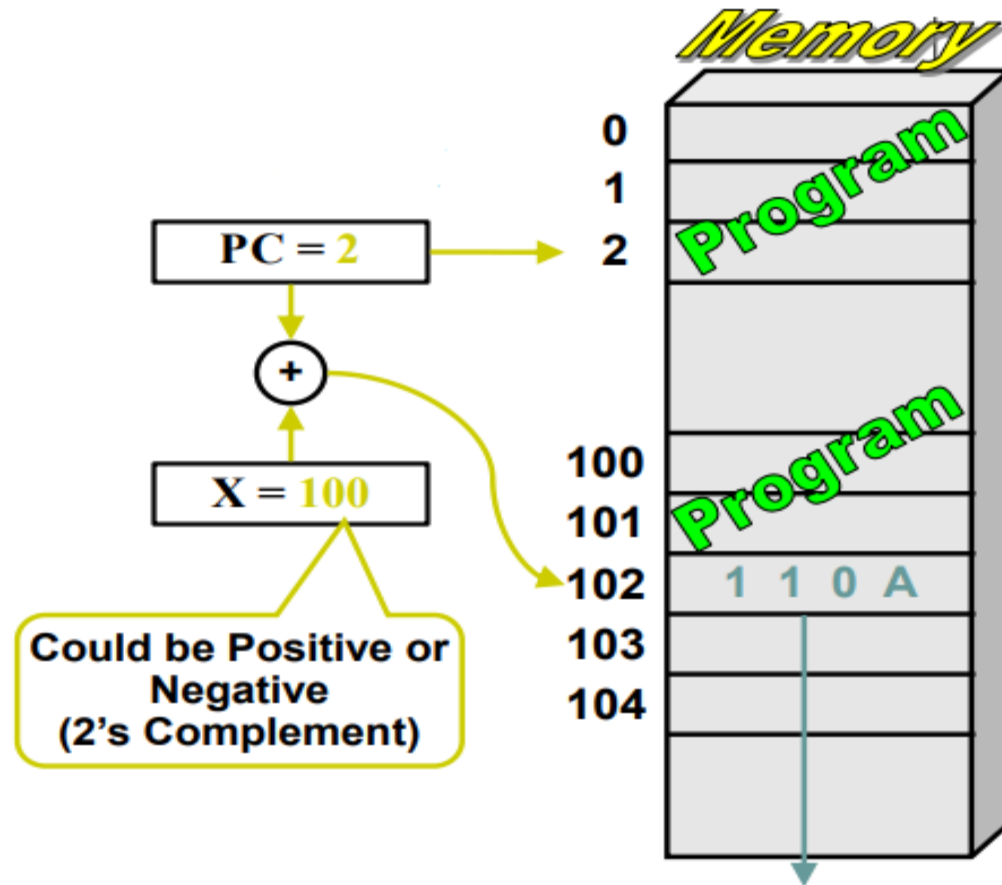 Memory
0
1
2
Program
PC = 2
+
X = 100
100
101
102
103
104
Program
1 1 0 A
Could be Positive or
Negative
(2's Complement)